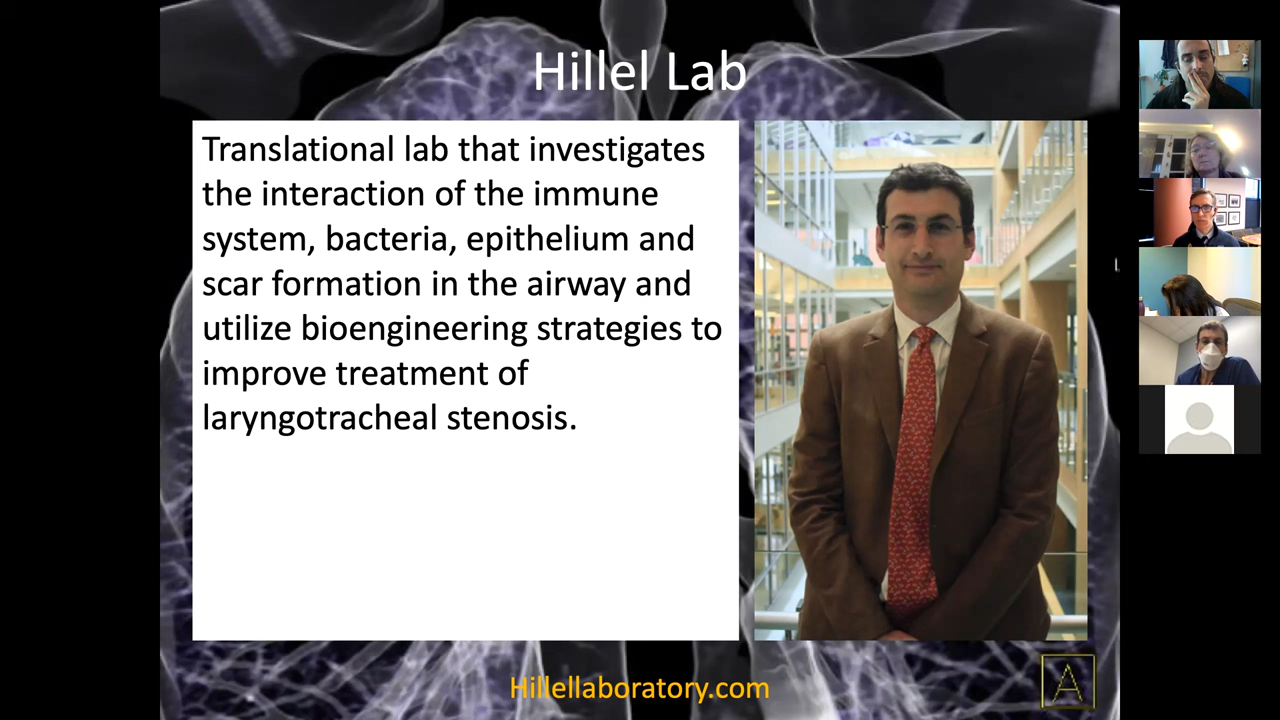 Hillel Lab
Translational lab that investigates
the interaction of the immune
system, bacteria, epithelium and
scar formation in the airway and
utilize bioengineering strategies to
improve treatment of
laryngotracheal stenosis.
Hillellaboratory.com
A